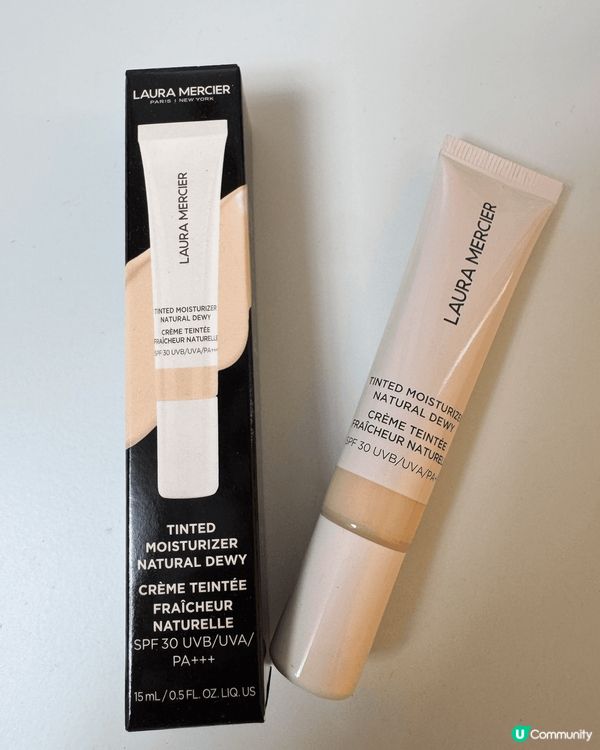 LAURA MERCIER
PARIS | NEW YORK
LAURA MERCIER
TINTED MOISTURIZER
NATURAL DEWY
CRÈME TEINTÉE
FRAÎCHEUR NATURELLE
SPF 30 UVB/UVA/PA+++
TINTED
MOISTURIZER
NATURAL DEWY
CRÈME TEINTÉE
FRAÎCHEUR
NATURELLE
SPF 30 UVB/UVA/
PA+++
15 mL / 0.5 FL. OZ. LIQ. US
LAURA MERCIER
TINTED MOISTURIZE
NATURAL DEWY
CRÈME TEINTÉE
FRAÎCHEUR NATUREL
SPF 30 UVB/UVA/PA+
U Community